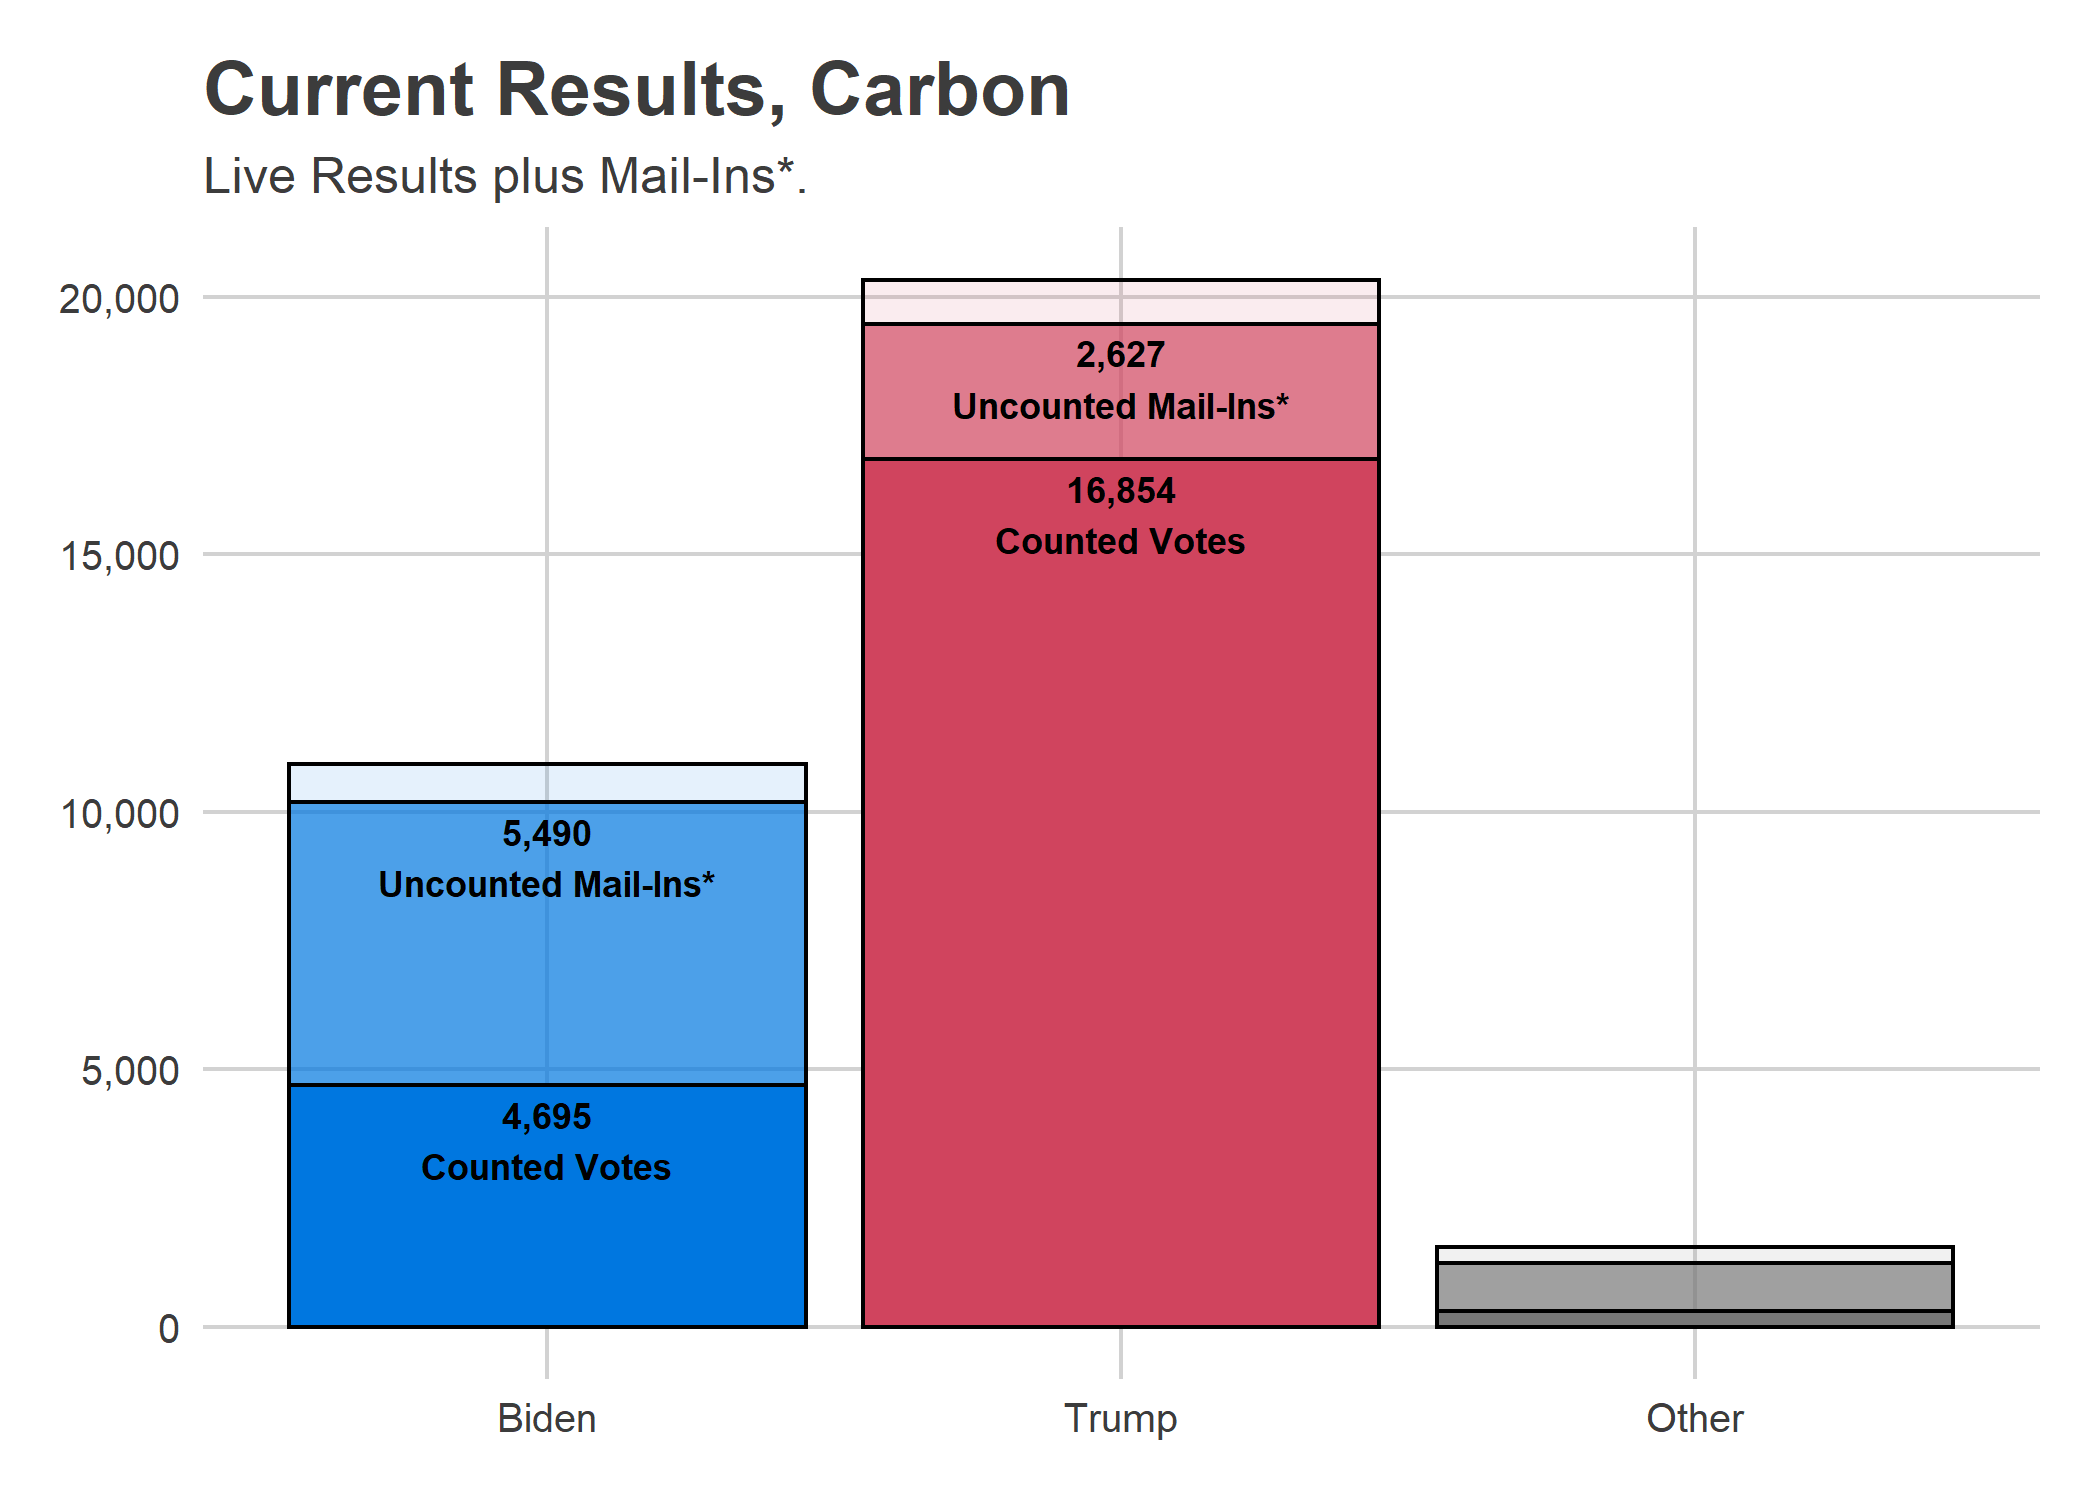 Current Results, Carbon
Live Results plus Mail-Ins*.
20,000
15,000
10,000
5,000
0
2,627
Uncounted Mail-Ins*
16,854
Counted Votes
5,490
Uncounted Mail-Ins*
4,695
Counted Votes
Biden
Trump
Other